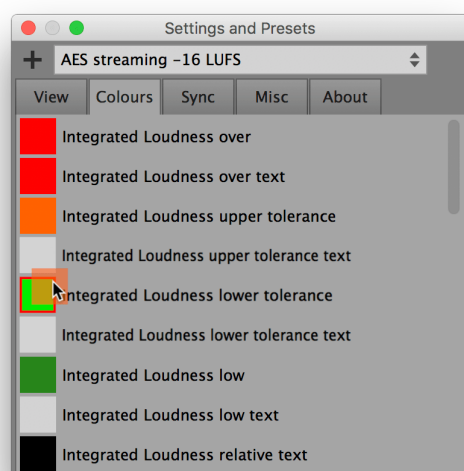 Settings and Presets
AES streaming -16 LUFS
View Colours Sync Misc About
Integrated Loudness over
Integrated Loudness over text
Integrated Loudness upper tolerance
Integrated Loudness upper tolerance text
Integrated Loudness lower tolerance
Integrated Loudness lower tolerance text
Integrated Loudness low
Integrated Loudness low text
Integrated Loudness relative text